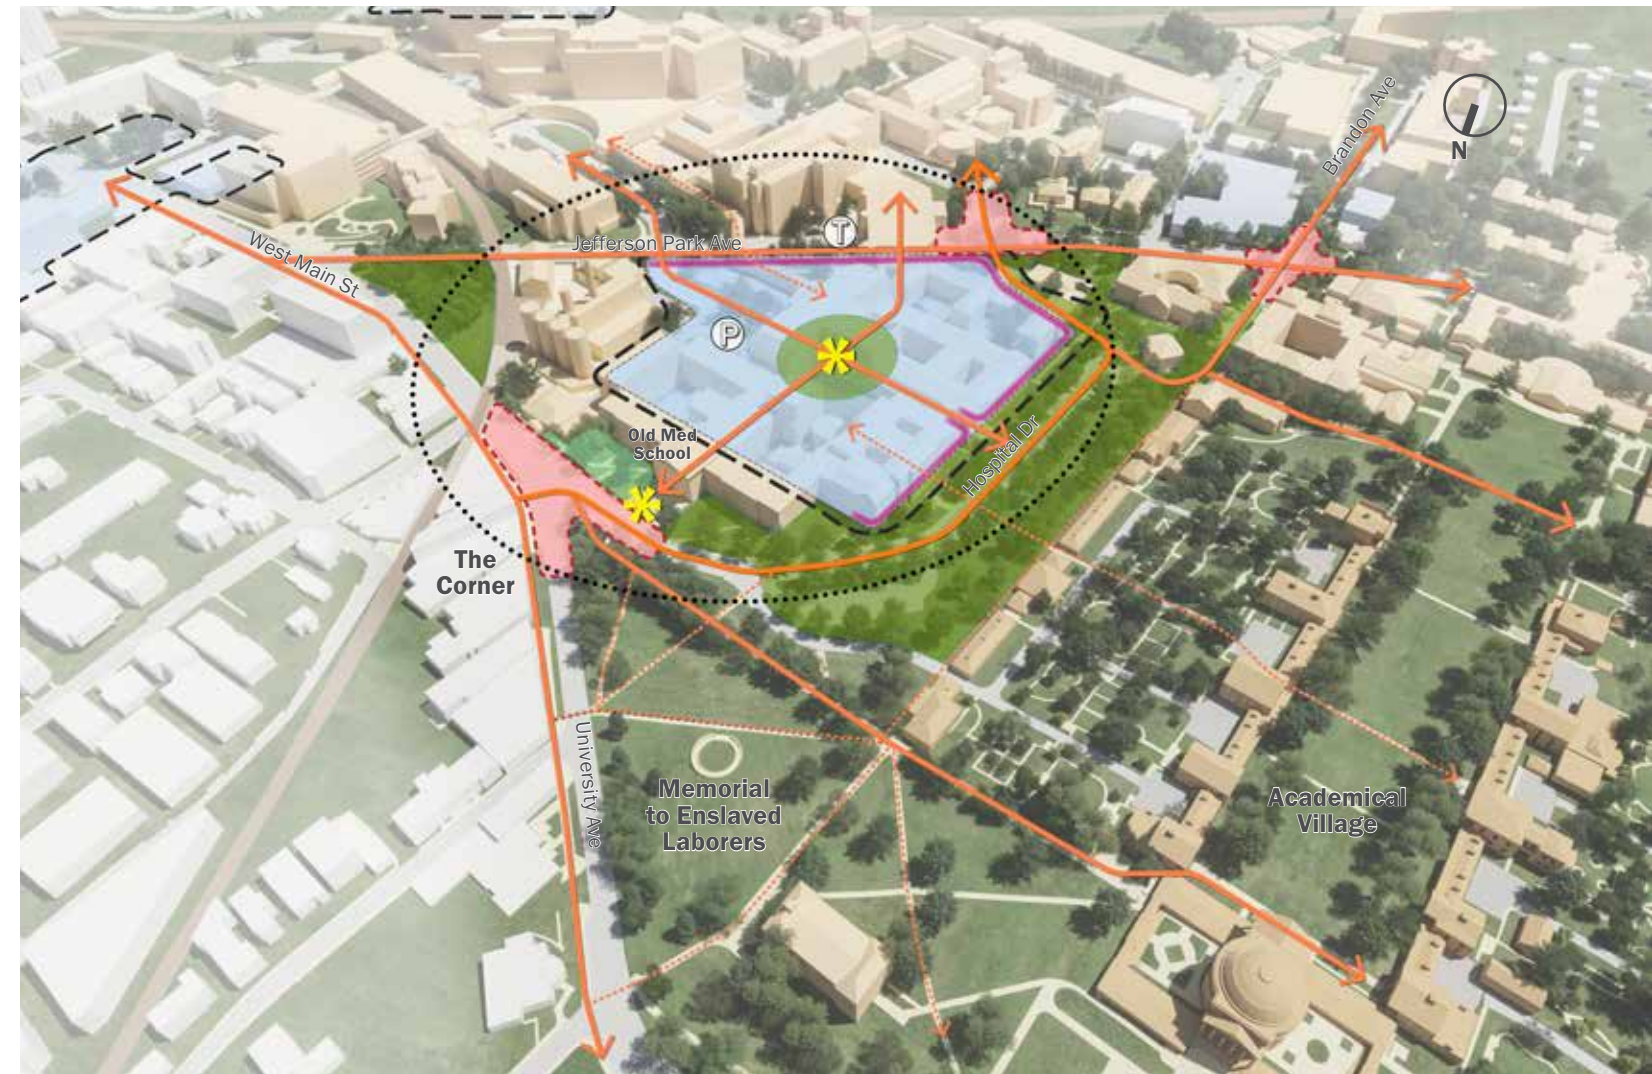 Brandon Ave
N
West Main St
Jefferson Park Ave
T
P
Old Med
School
Hospital Dr
The
Corner
University Ave
Memorial
to Enslaved
Laborers
Academical
Village